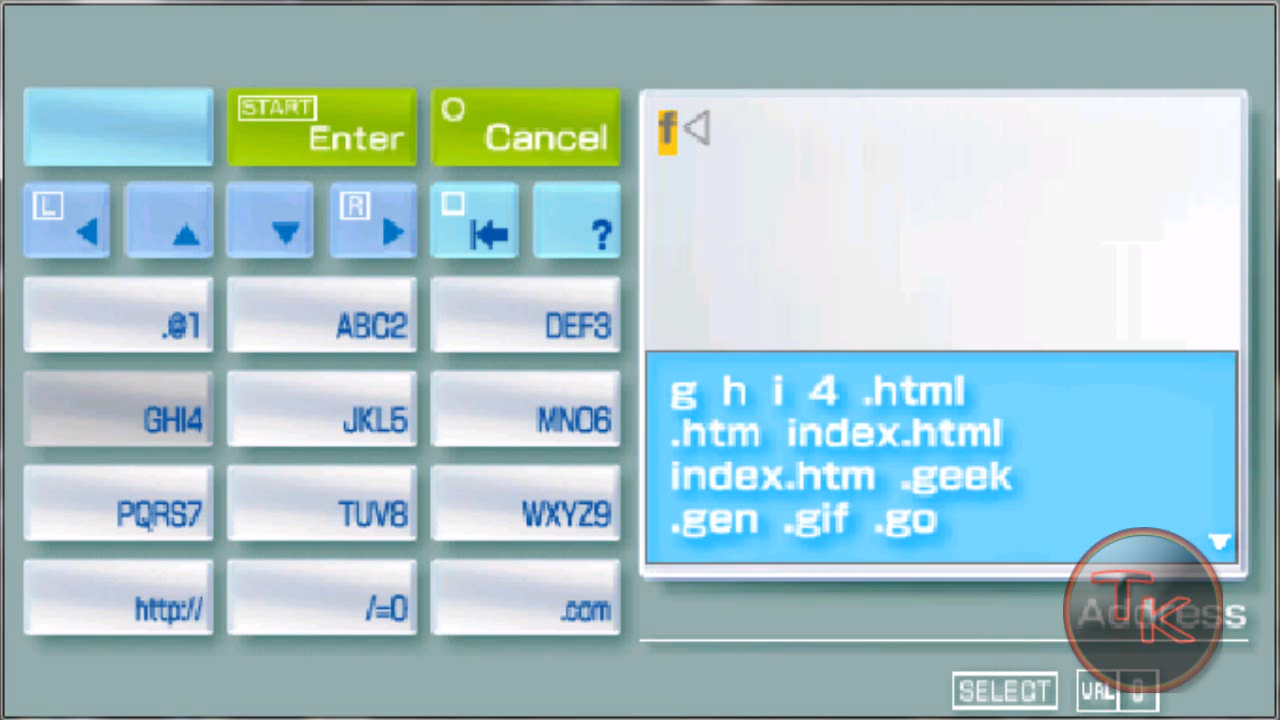 START
Enter
Cancel
f
L
R
?
.@1
ABC2
DEF3
GHI4
JKL5
MNO6
PQRS7
TUV8
WXYZ9
http://
/=0
.com
g h i 4 .html
.htm index.html
index.htm .geek
.gen .gif .go
Address
TK
SELECT
URL